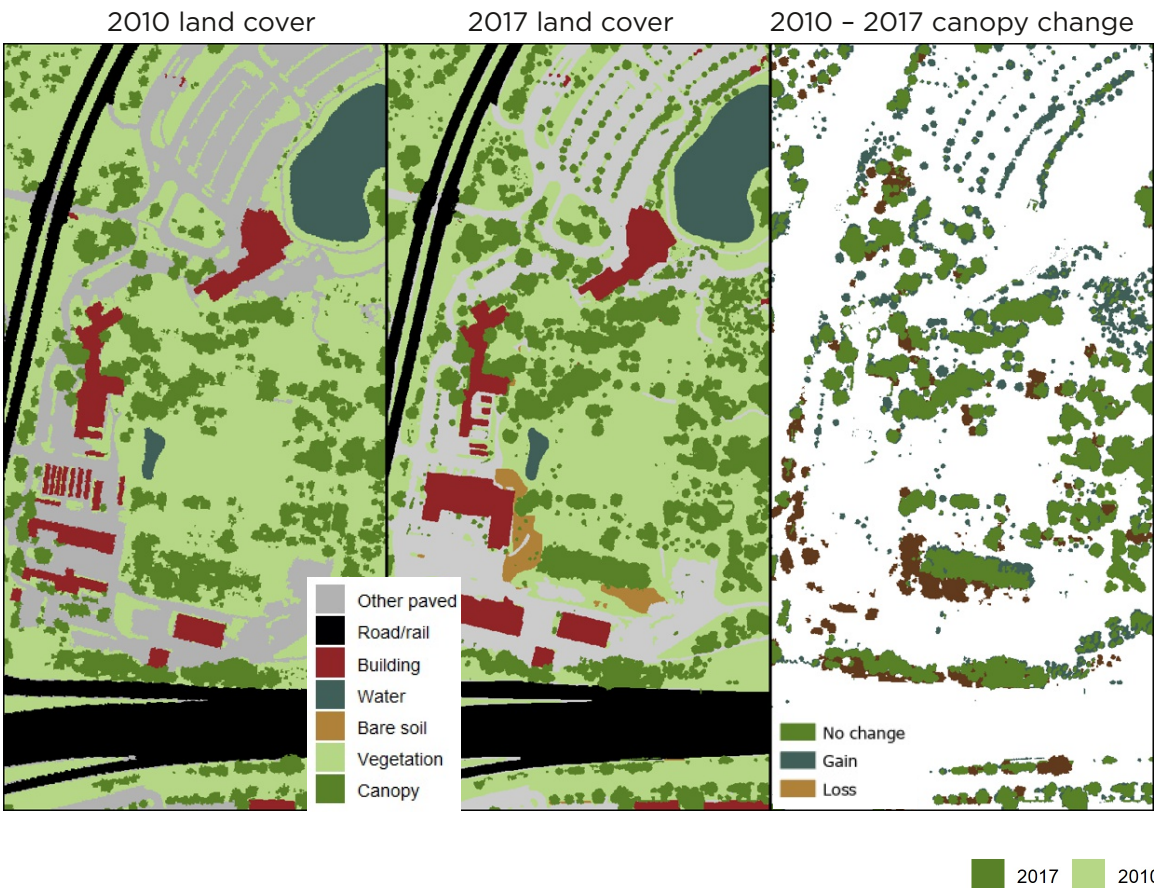 2010 land cover
2017 land cover
2010 – 2017 canopy change
Other paved
Road/rail
Building
Water
Bare soil
Vegetation
Canopy
No change
Gain
Loss
2017